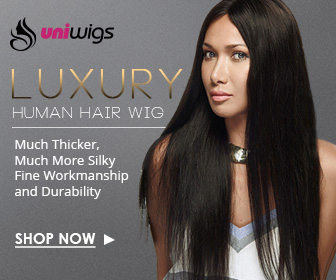 uniwigs
LUXURY
HUMAN HAIR WIG
Much Thicker,
Much More Silky
Fine Workmanship
and Durability
SHOP NOW